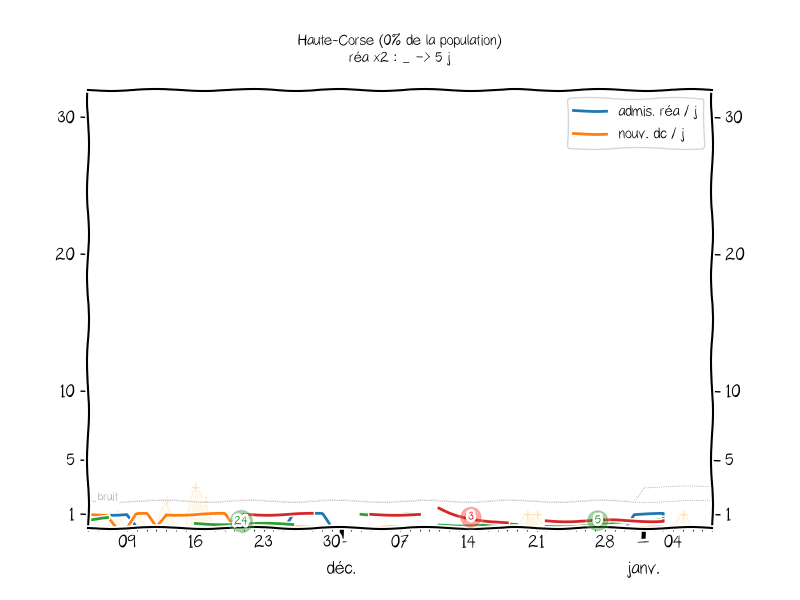 Haute-Corse (0% de la population)
réa x2 : _ -> 5 j
admis. réa / j
nouv. dc / j
30 30
20 20
10 10
5 5
bruit
1 1
24 3 5
09 16 23 30 07 14 21 28 04
déc. janv.